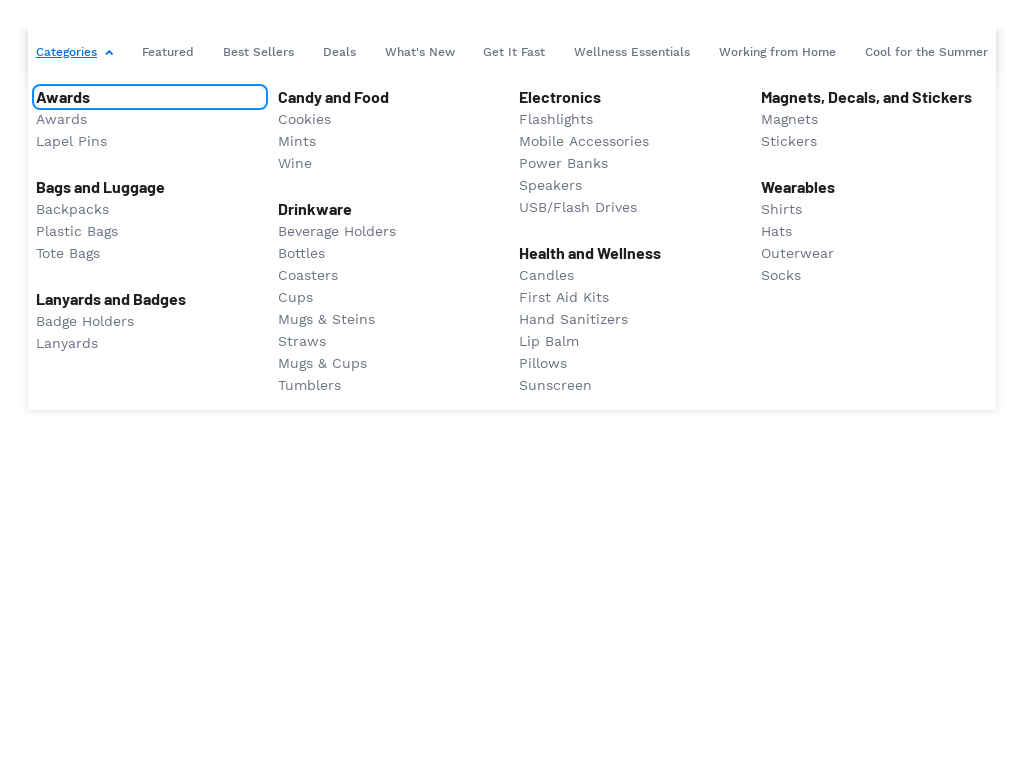 Categories Featured Best Sellers Deals What's New Get It Fast Wellness Essentials Working from Home Cool for the Summer
Awards
Awards
Lapel Pins
Bags and Luggage
Backpacks
Plastic Bags
Tote Bags
Lanyards and Badges
Badge Holders
Lanyards
Candy and Food
Cookies
Mints
Wine
Drinkware
Beverage Holders
Bottles
Coasters
Cups
Mugs & Steins
Straws
Mugs & Cups
Tumblers
Electronics
Flashlights
Mobile Accessories
Power Banks
Speakers
USB/Flash Drives
Health and Wellness
Candles
First Aid Kits
Hand Sanitizers
Lip Balm
Pillows
Sunscreen
Magnets, Decals, and Stickers
Magnets
Stickers
Wearables
Shirts
Hats
Outerwear
Socks